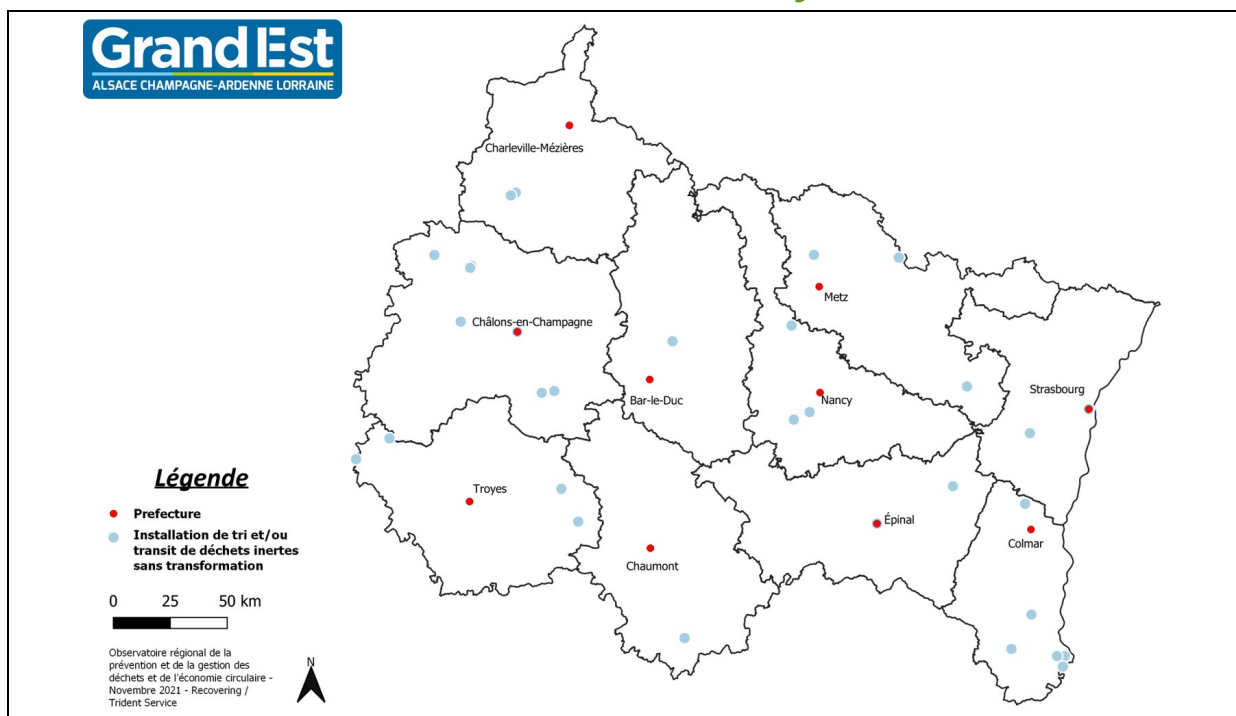 Grand Est
ALSACE CHAMPAGNE-ARDENNE LORRAINE
Charleville-Mézières
Metz
Châlons-en-Champagne
Bar-le-Duc
Nancy
Strasbourg
Troyes
Épinal
Colmar
Chaumont
Légende
Prefecture
Installation de tri et/ou
transit de déchets inertes
sans transformation
0 25 50 km
Observatoire régional de la
prévention et de la gestion des
déchets et de l'économie circulaire -
Novembre 2021 - Recovering /
Trident Service
N